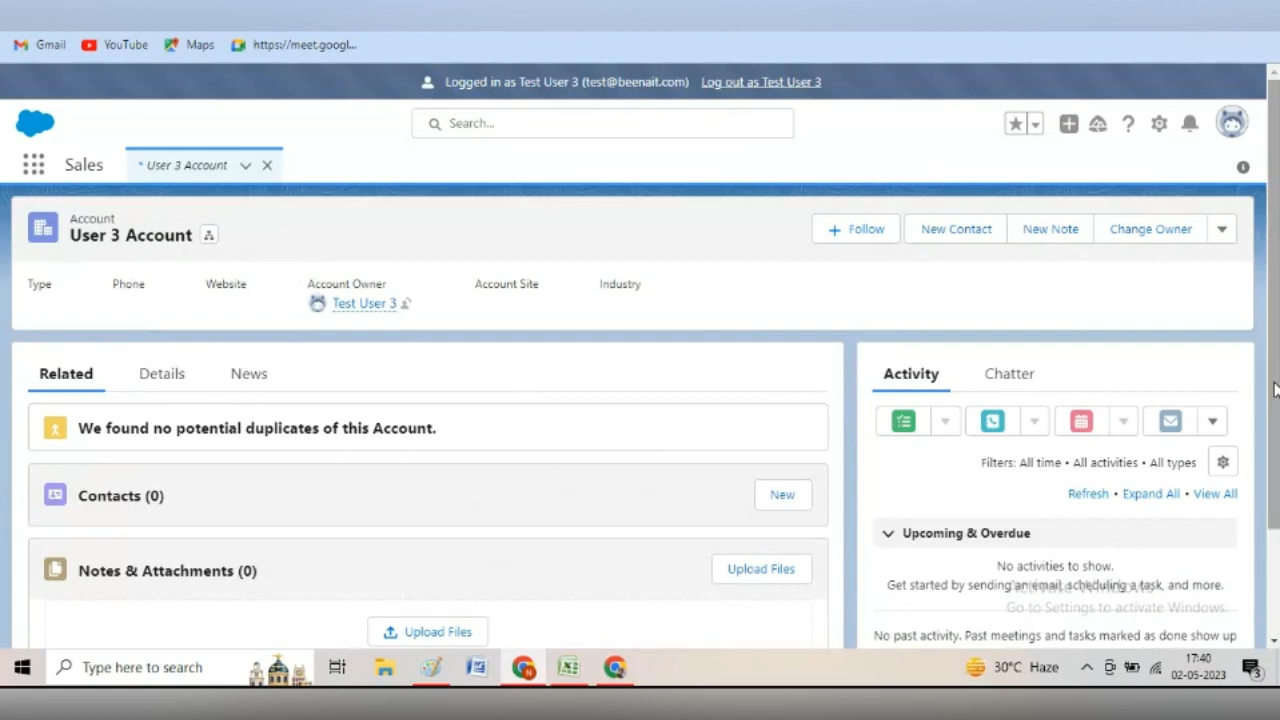 Gmail YouTube Maps https://meet.googl...
Logged in as Test User 3 (test@beenait.com) Log out as Test User 3
Search...
Sales * User 3 Account
Account
User 3 Account
+ Follow New Contact New Note Change Owner
Type Phone Website Account Owner Account Site Industry
Test User 3
Related Details News
We found no potential duplicates of this Account.
Contacts (0) New
Notes & Attachments (0) Upload Files
Upload Files
Activity Chatter
Filters: All time • All activities • All types
Refresh • Expand All • View All
Upcoming & Overdue
No activities to show.
Get started by sending an email, scheduling a task, and more.
Activate Windows
Go to Settings to activate Windows.
No past activity. Past meetings and tasks marked as done show up
Type here to search
30°C Haze
17:40
02-05-2023
3